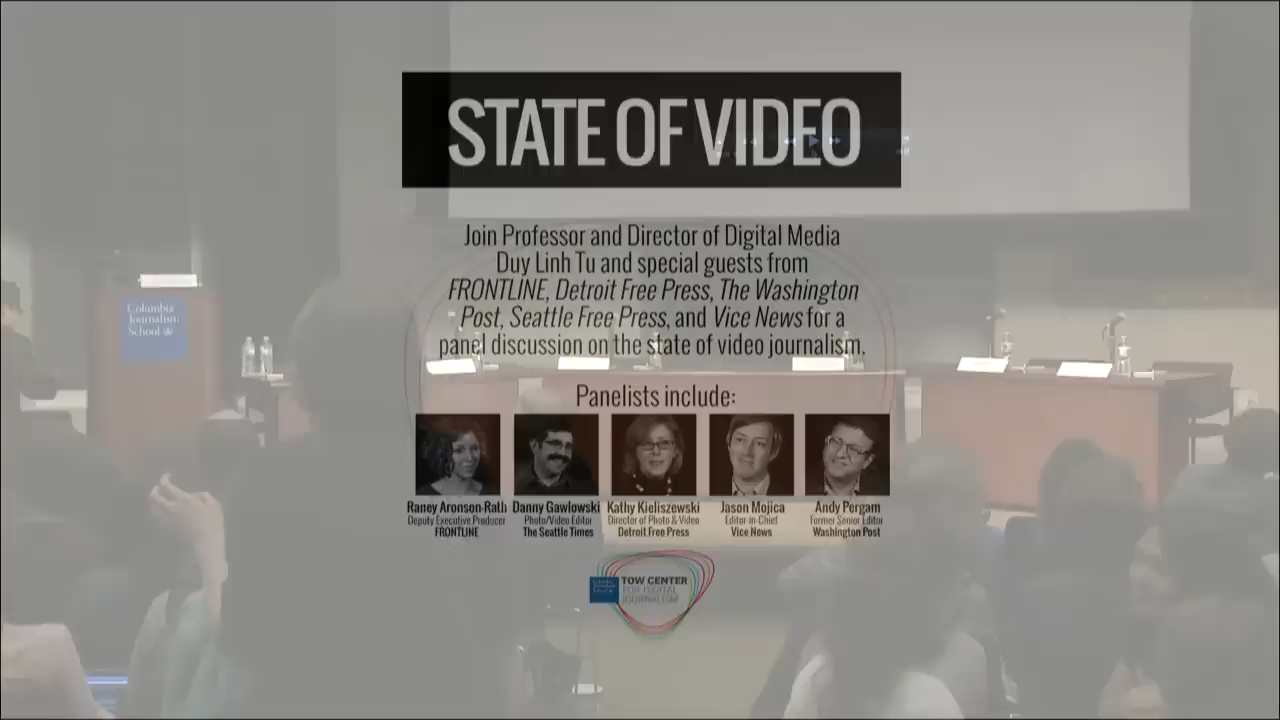 STATE OF VIDEO
Join Professor and Director of Digital Media
Duy Linh Tu and special guests from
FRONTLINE, Detroit Free Press, The Washington
Post, Seattle Free Press, and Vice News for a
panel discussion on the state of video journalism.
Panelists include:
Raney Aronson-Rath
Deputy Executive Producer
FRONTLINE
Danny Gawlowski
Photo/Video Editor
The Seattle Times
Kathy Kieliszewski
Director of Photo & Video
Detroit Free Press
Jason Mojica
Editor-in-Chief
Vice News
Andy Pergam
Former Senior Editor
Washington Post
TOW CENTER
FOR DIGITAL
JOURNALISM
Columbia
Journalism
School